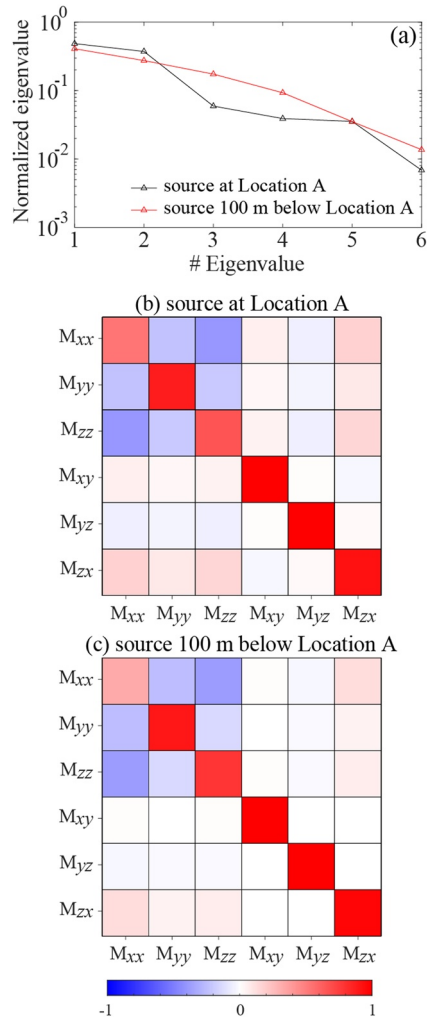 (a)
Normalized eigenvalue
10^0
10^-1
10^-2
10^-3
source at Location A
source 100 m below Location A
1 2 3 4 5 6
# Eigenvalue
(b) source at Location A
Mxx
Myy
Mzz
Mxy
Myz
Mzx
Mxx Myy Mzz Mxy Myz Mzx
(c) source 100 m below Location A
Mxx
Myy
Mzz
Mxy
Myz
Mzx
Mxx Myy Mzz Mxy Myz Mzx
-1 0 1